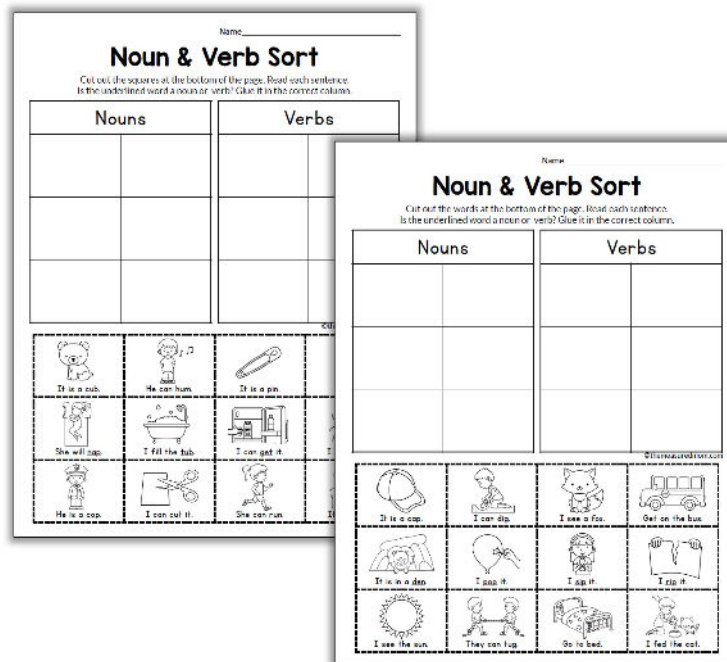 Name
Noun & Verb Sort
Cut out the squares at the bottom of the page. Read each sentence.
Is the underlined word a noun or verb? Glue it in the correct column.
Nouns Verbs
It is a cub. He can hum. It is a pin.
She will nap. I fill the tub. I can get it. I
He is a cop. I can cut it. She can run.
Name
Noun & Verb Sort
Cut out the words at the bottom of the page. Read each sentence.
Is the underlined word a noun or verb? Glue it in the correct column.
Nouns Verbs
©themeasuredmom.com
It is a cap. I can dip. I see a fox. Get on the bus.
It is in a den. I pop it. I sip it. I rip it.
I see the sun. They can tug. Go to bed. I fed the cat.